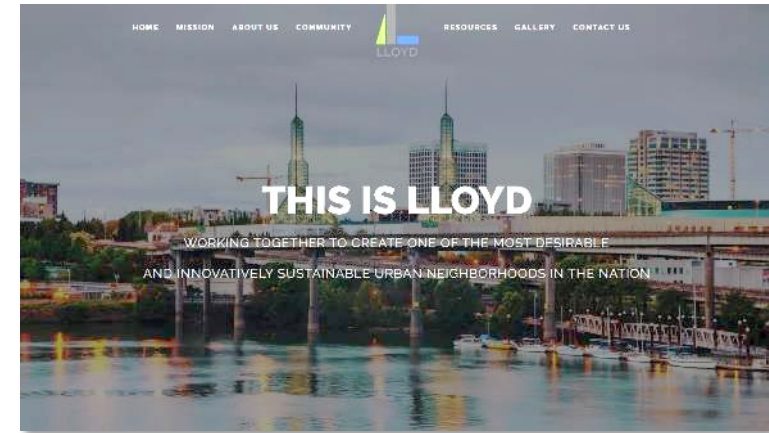 HOME MISSION ABOUT US COMMUNITY RESOURCES GALLERY CONTACT US
LLOYD
THIS IS LLOYD
WORKING TOGETHER TO CREATE ONE OF THE MOST DESIRABLE
AND INNOVATIVELY SUSTAINABLE URBAN NEIGHBORHOODS IN THE NATION